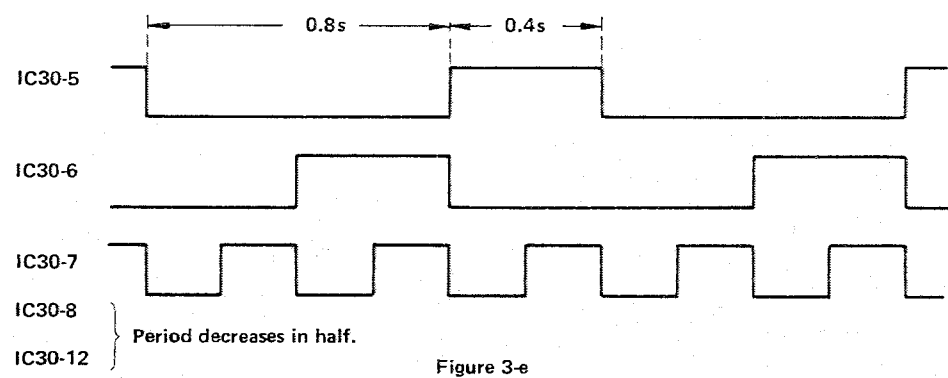 0.8s 0.4s
IC30-5
IC30-6
IC30-7
IC30-8
Period decreases in half.
IC30-12
Figure 3-e